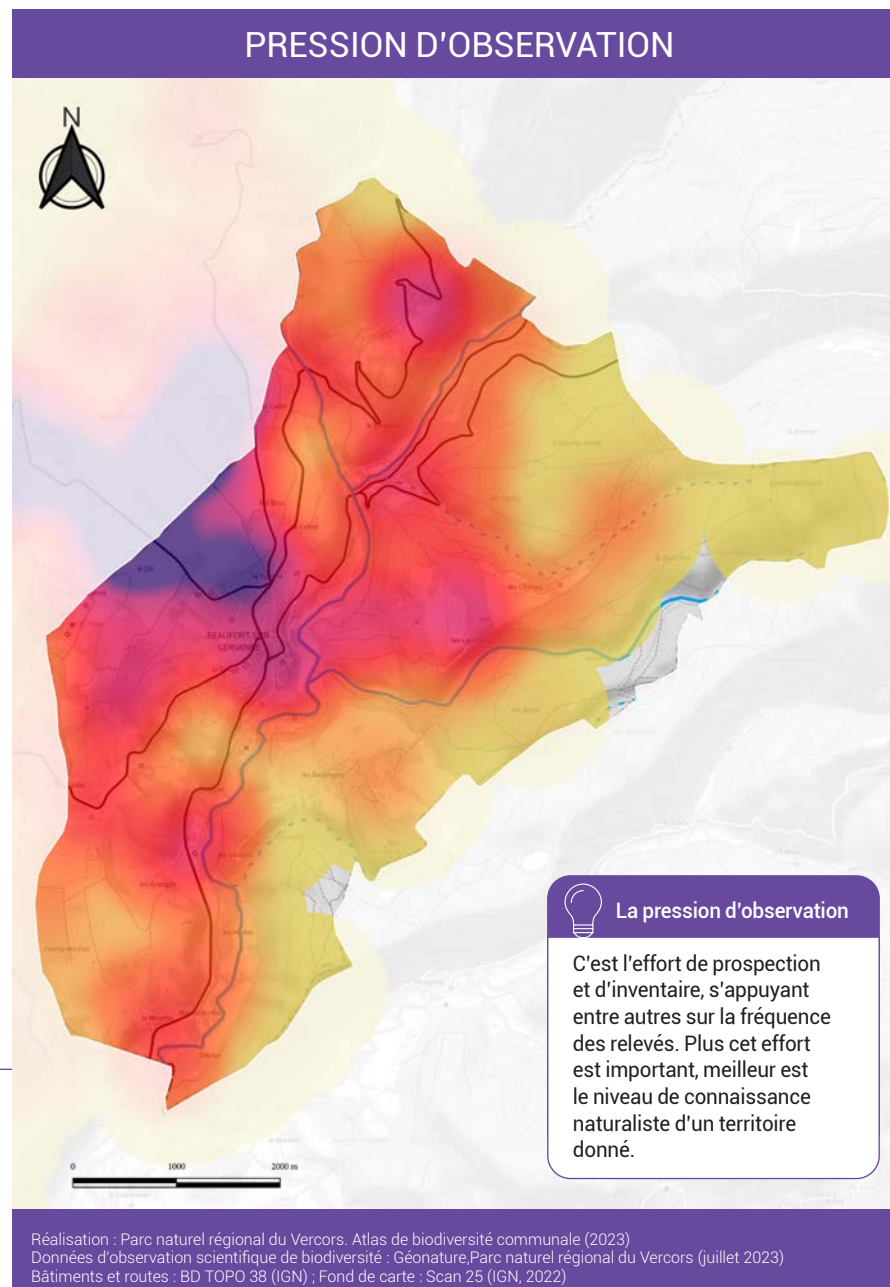 PRESSION D'OBSERVATION
N
BEAUFORT-SUR
GERVANNE
La pression d'observation
C'est l'effort de prospection
et d'inventaire, s'appuyant
entre autres sur la fréquence
des relevés. Plus cet effort
est important, meilleur est
le niveau de connaissance
naturaliste d'un territoire
donné.
0 1000 2000 m
Réalisation : Parc naturel régional du Vercors. Atlas de biodiversité communale (2023)
Données d'observation scientifique de biodiversité : Géonature,Parc naturel régional du Vercors (juillet 2023)
Bâtiments et routes : BD TOPO 38 (IGN) ; Fond de carte : Scan 25 (IGN, 2022)